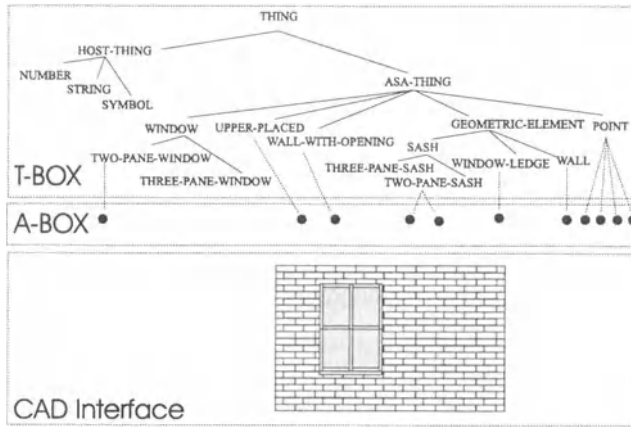 THING
HOST-THING
NUMBER
STRING
SYMBOL
ASA-THING
WINDOW
UPPER-PLACED
WALL-WITH-OPENING
GEOMETRIC-ELEMENT
POINT
SASH
TWO-PANE-WINDOW
THREE-PANE-SASH
WINDOW-LEDGE
WALL
THREE-PANE-WINDOW
TWO-PANE-SASH
T-BOX
A-BOX
CAD Interface